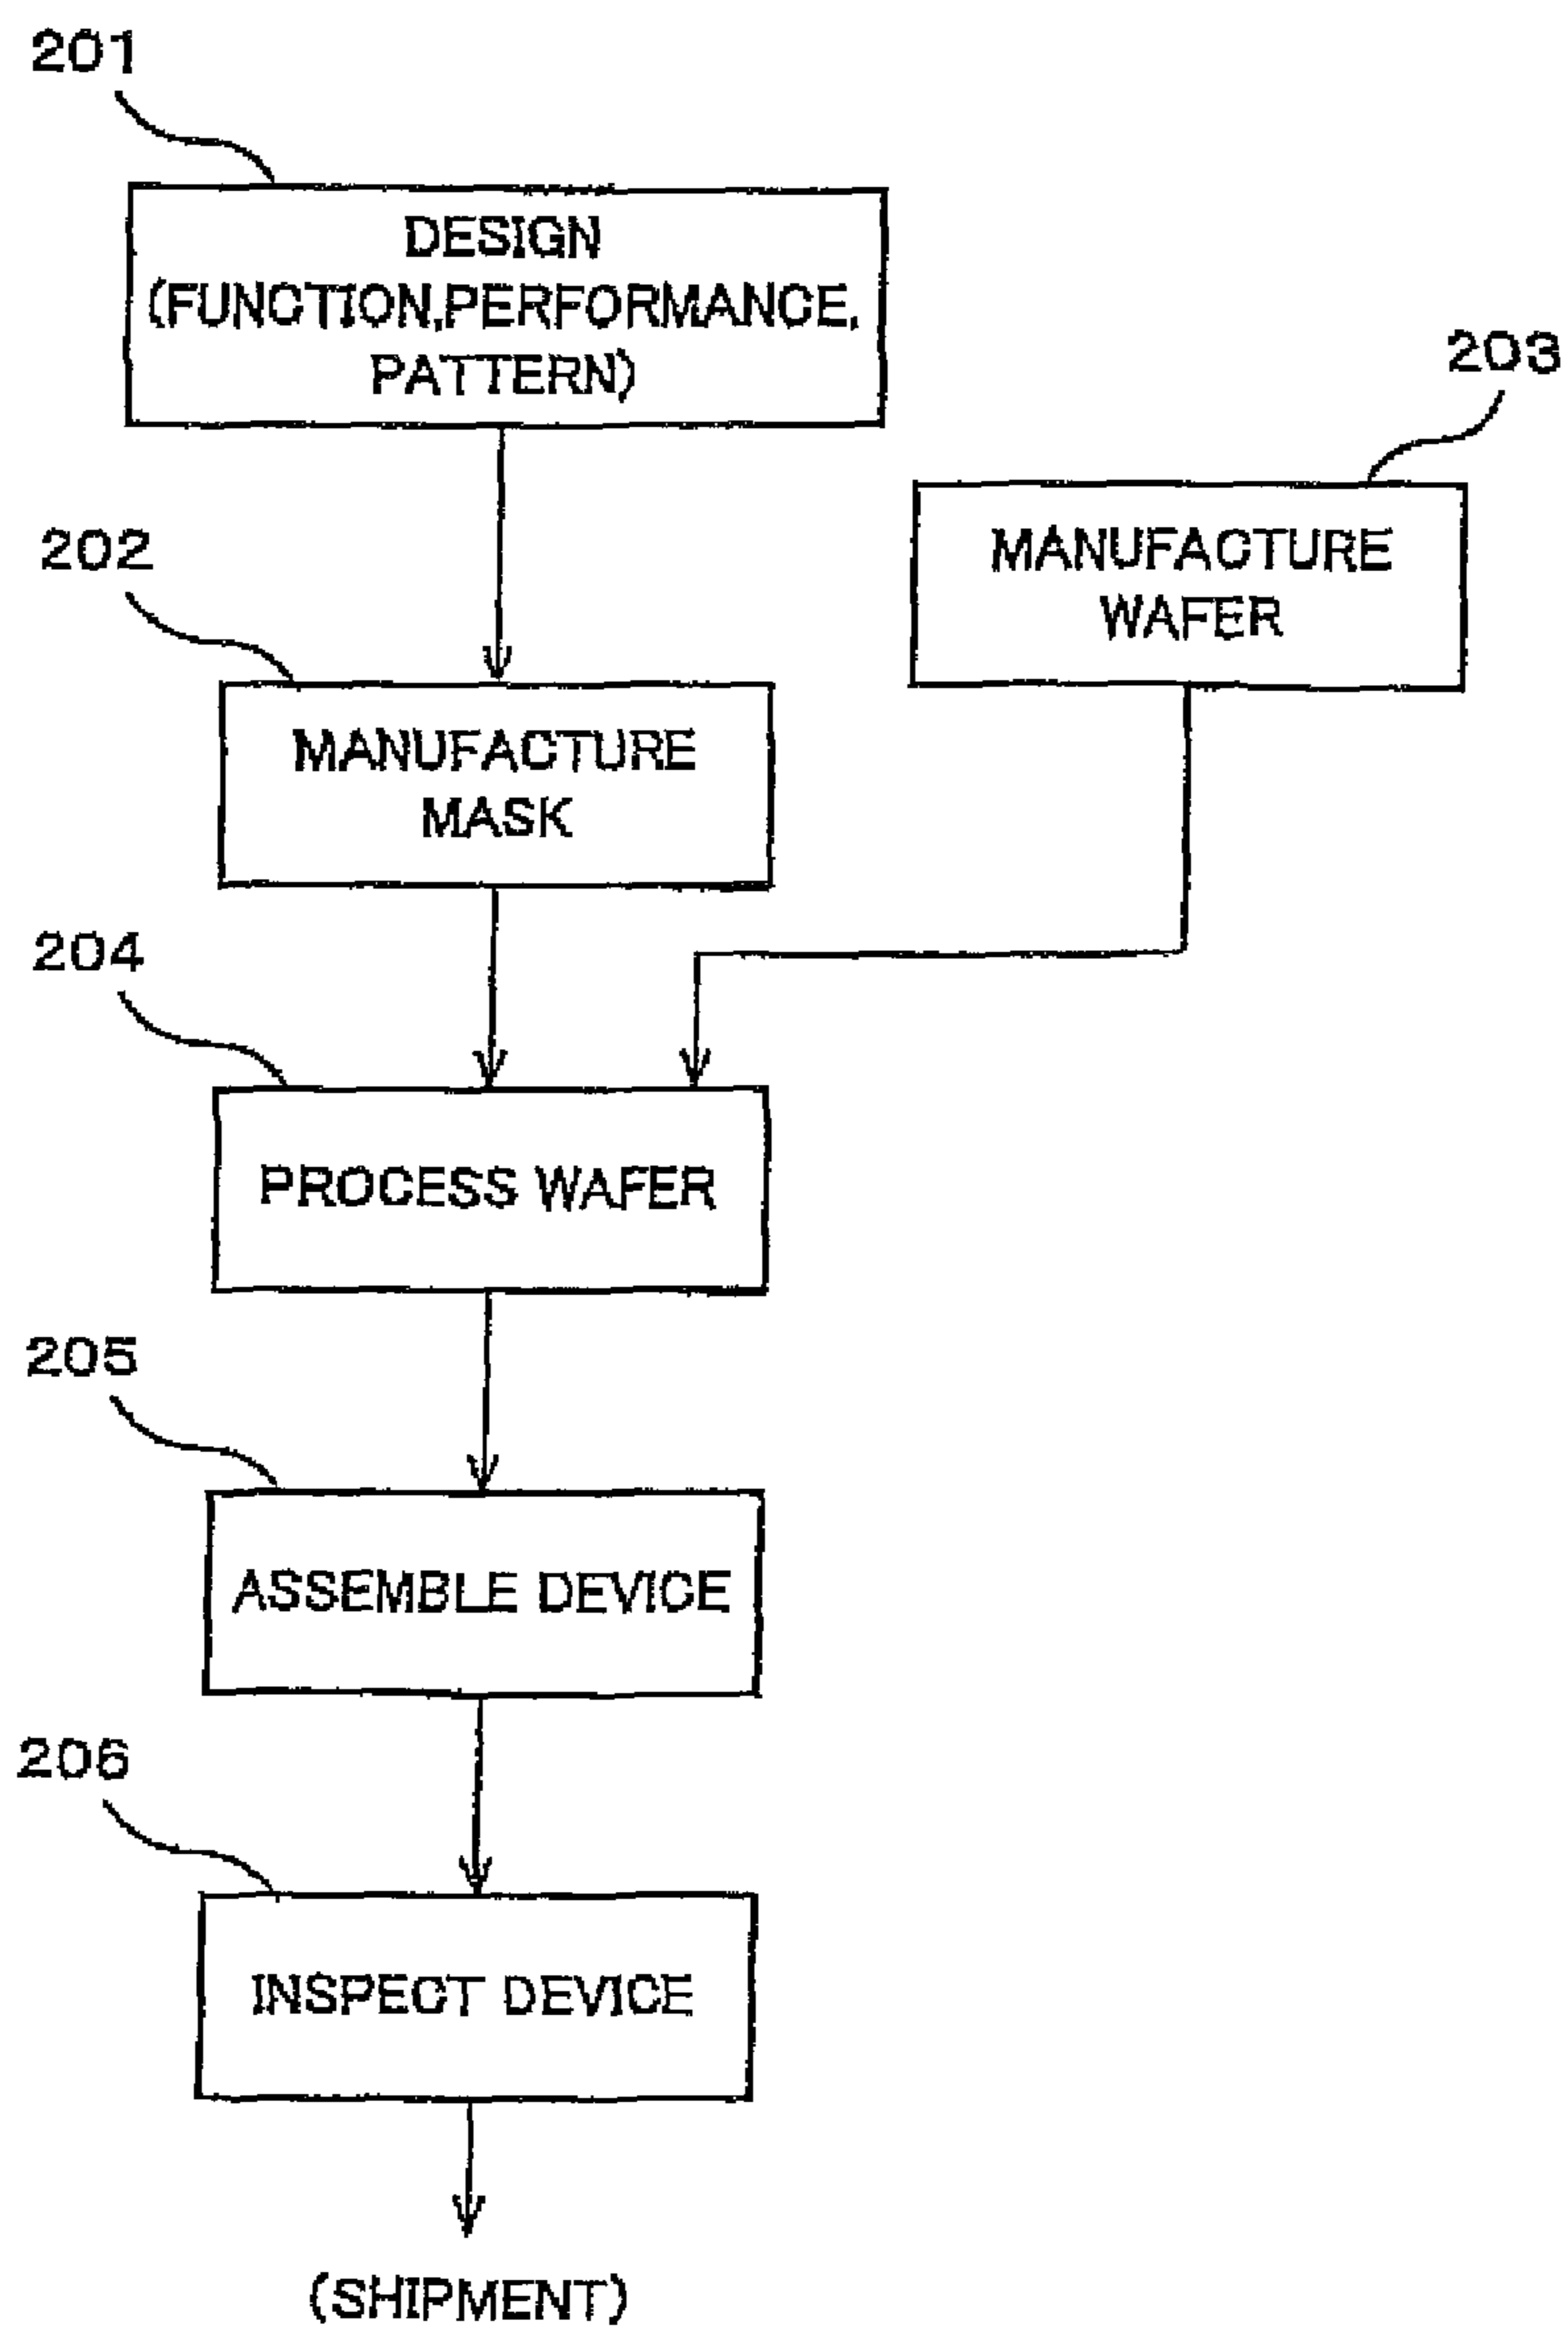 201
DESIGN
(FUNCTION,PERFORMANCE,
PATTERN)
203
MANUFACTURE
WAFER
202
MANUFACTURE
MASK
204
PROCESS WAFER
205
ASSEMBLE DEVICE
206
INSPECT DEVICE
(SHIPMENT)